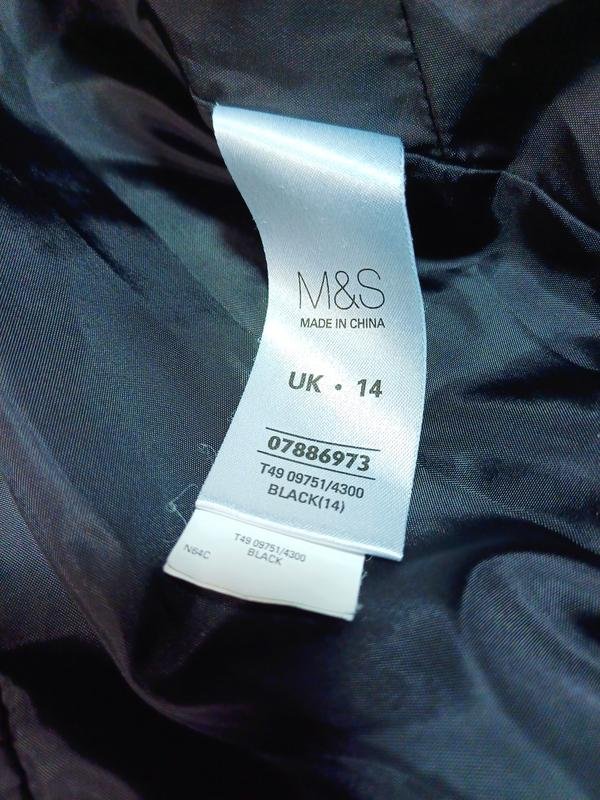 M&S
MADE IN CHINA
UK • 14
07886973
T49 09751/4300
BLACK(14)
T49 09751/4300
BLACK
N64C